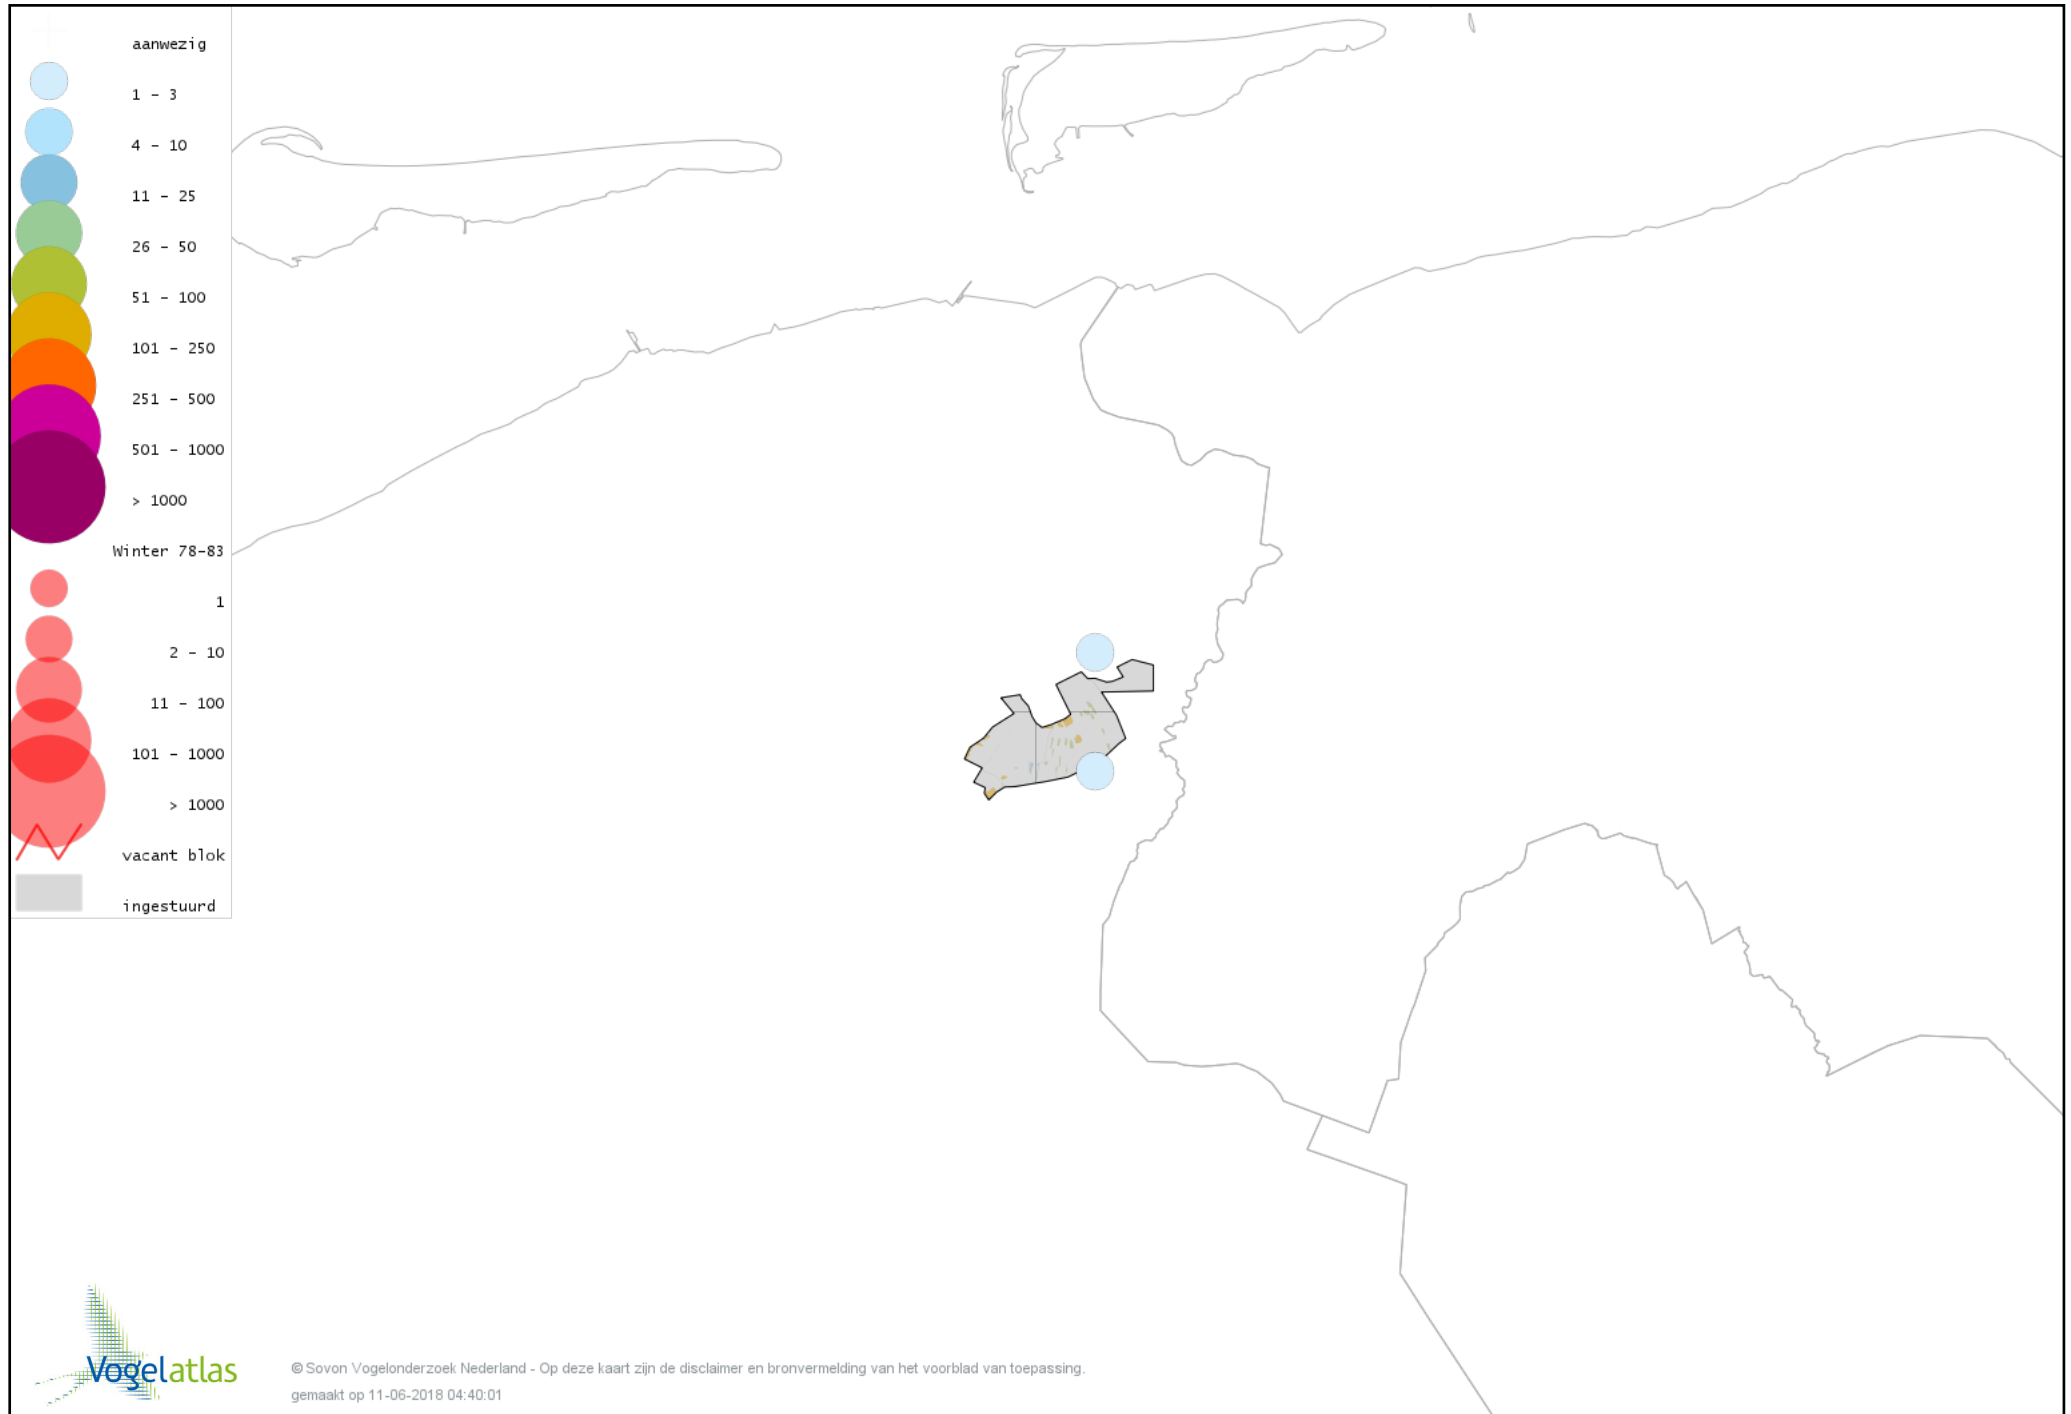 aanwezig
1 - 3
4 - 10
11 - 25
26 - 50
51 - 100
101 - 250
251 - 500
501 - 1000
> 1000
Winter 78-83
1
2 - 10
11 - 100
101 - 1000
> 1000
vacant blok
ingestuurd
Vogelatlas
© Sovon Vogelonderzoek Nederland - Op deze kaart zijn de disclaimer en bronvermelding van het voorblad van toepassing.
gemaakt op 11-06-2018 04:40:01